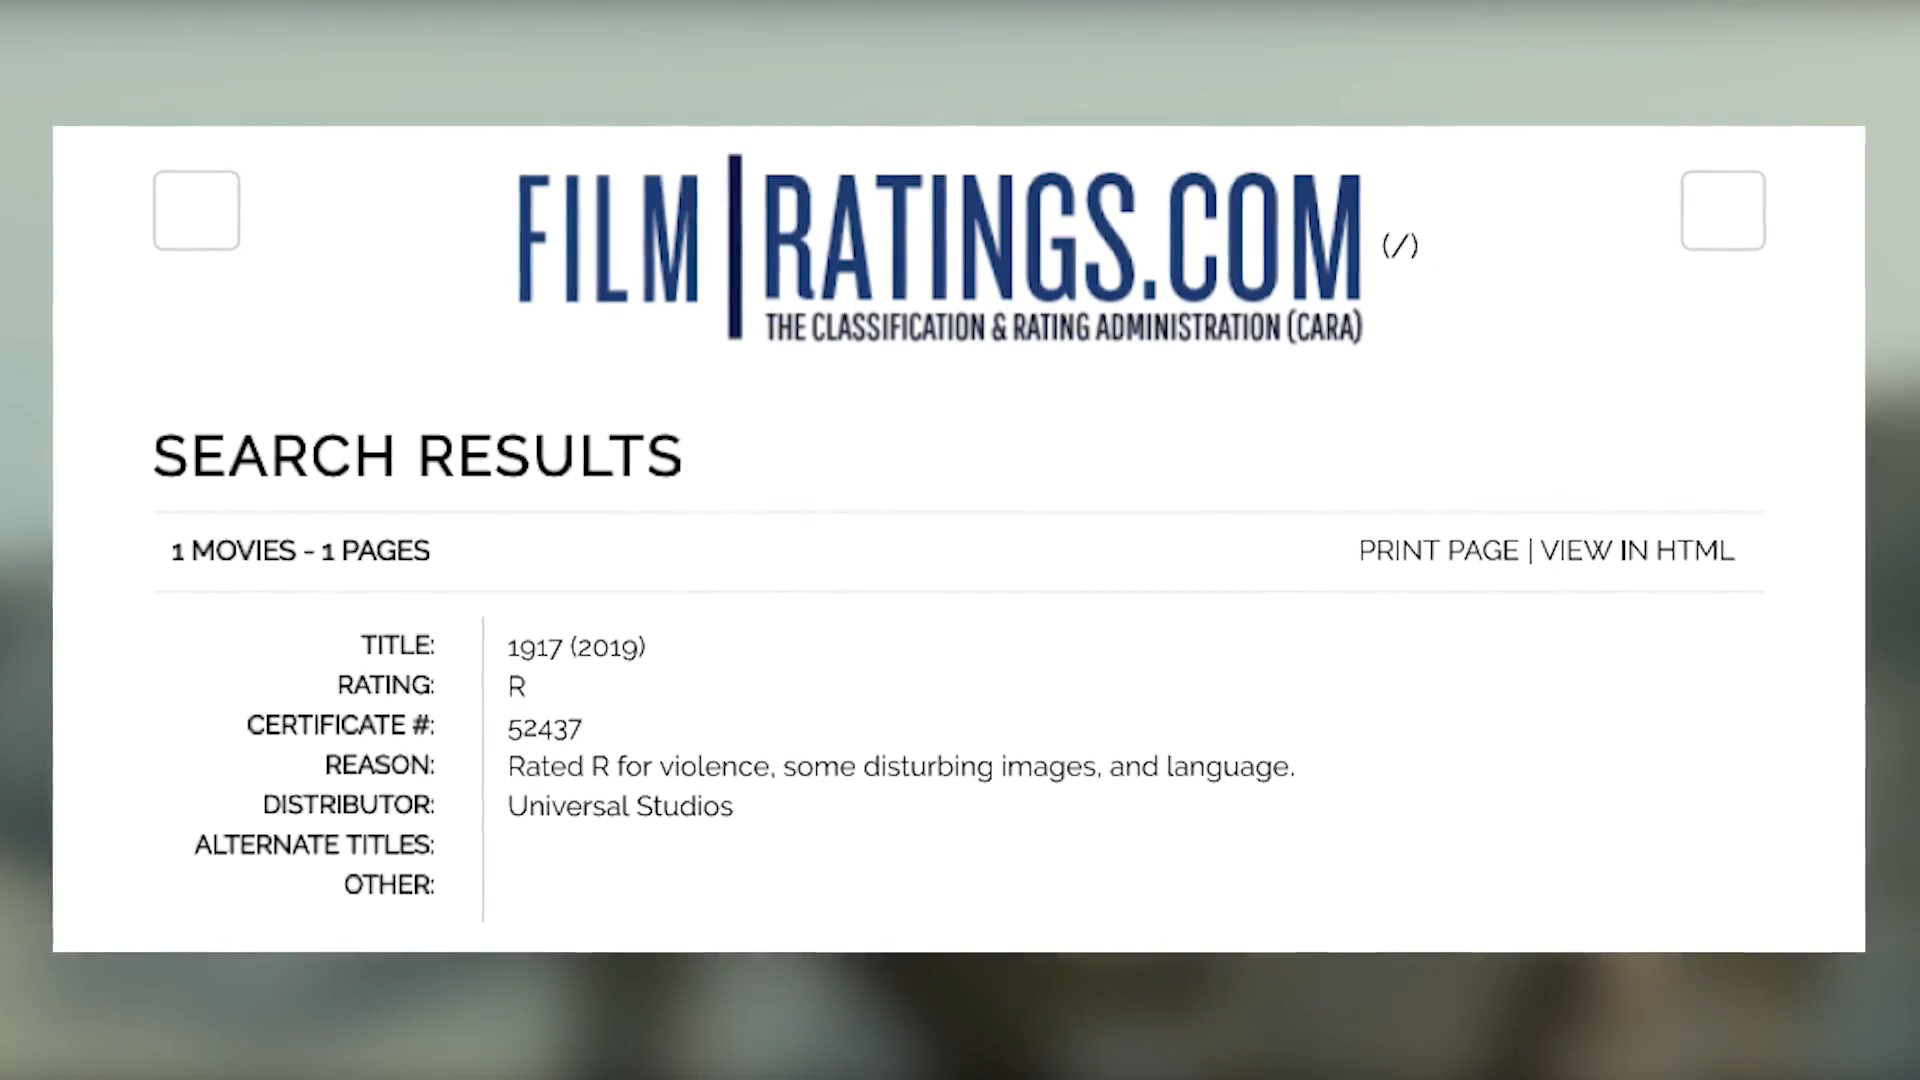 FILM|RATINGS.COM (/)
THE CLASSIFICATION & RATING ADMINISTRATION (CARA)
SEARCH RESULTS
1 MOVIES - 1 PAGES PRINT PAGE | VIEW IN HTML
TITLE: 1917 (2019)
RATING: R
CERTIFICATE #: 52437
REASON: Rated R for violence, some disturbing images, and language.
DISTRIBUTOR: Universal Studios
ALTERNATE TITLES:
OTHER: